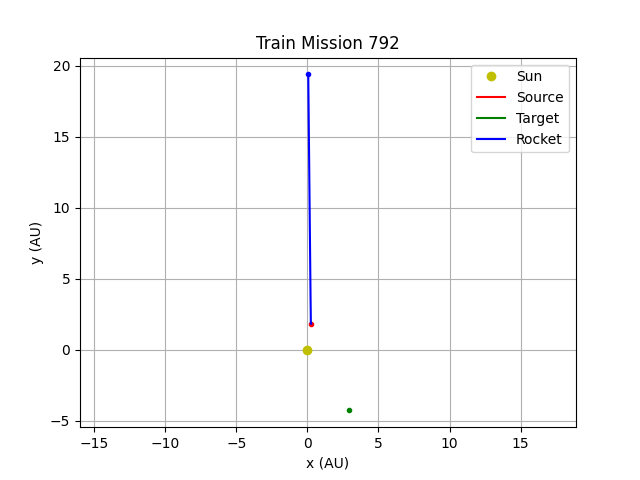 Train Mission 792
Sun
Source
Target
Rocket
20
15
10
5
0
−5
y (AU)
−15
−10
−5
0
5
10
15
x (AU)